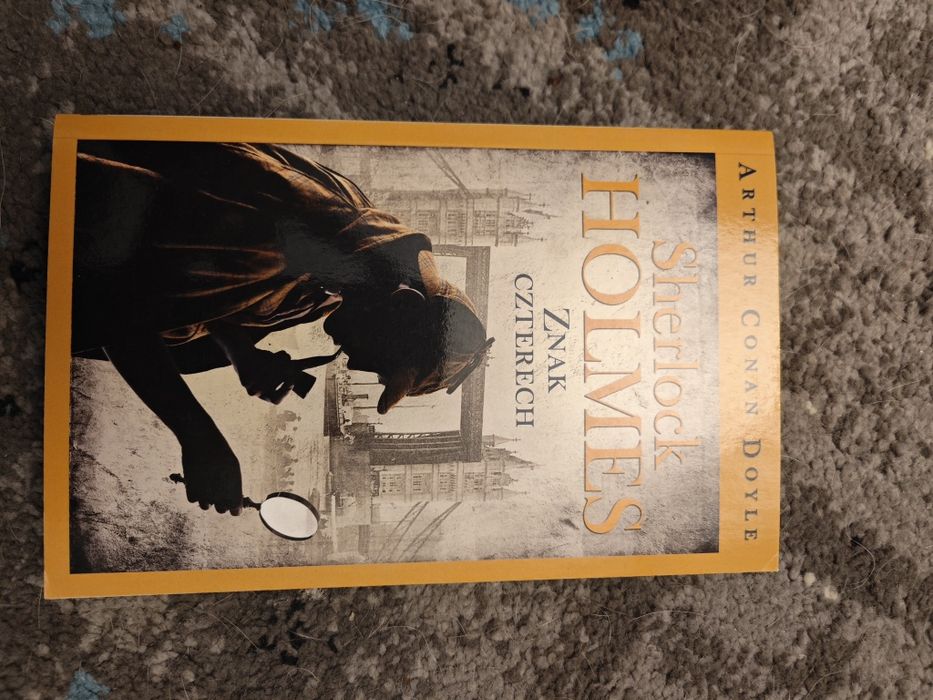 ARTHUR CONAN DOYLE
Sherlock
HOLMES
ZNAK
CZTERECH